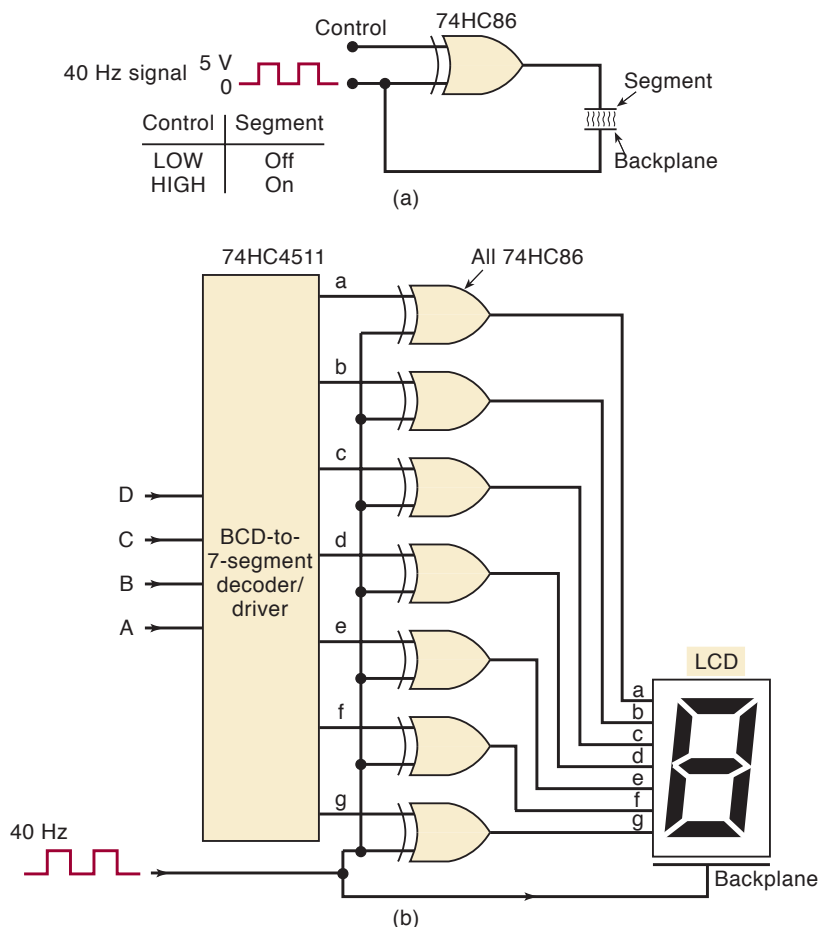 Control
74HC86
40 Hz signal
5 V
0
Segment
Backplane
Control Segment
LOW Off
HIGH On
(a)
74HC4511
All 74HC86
a
b
c
d
e
f
g
D
C
B
A
BCD-to-
7-segment
decoder/
driver
LCD
a
b
c
d
e
f
g
40 Hz
Backplane
(b)